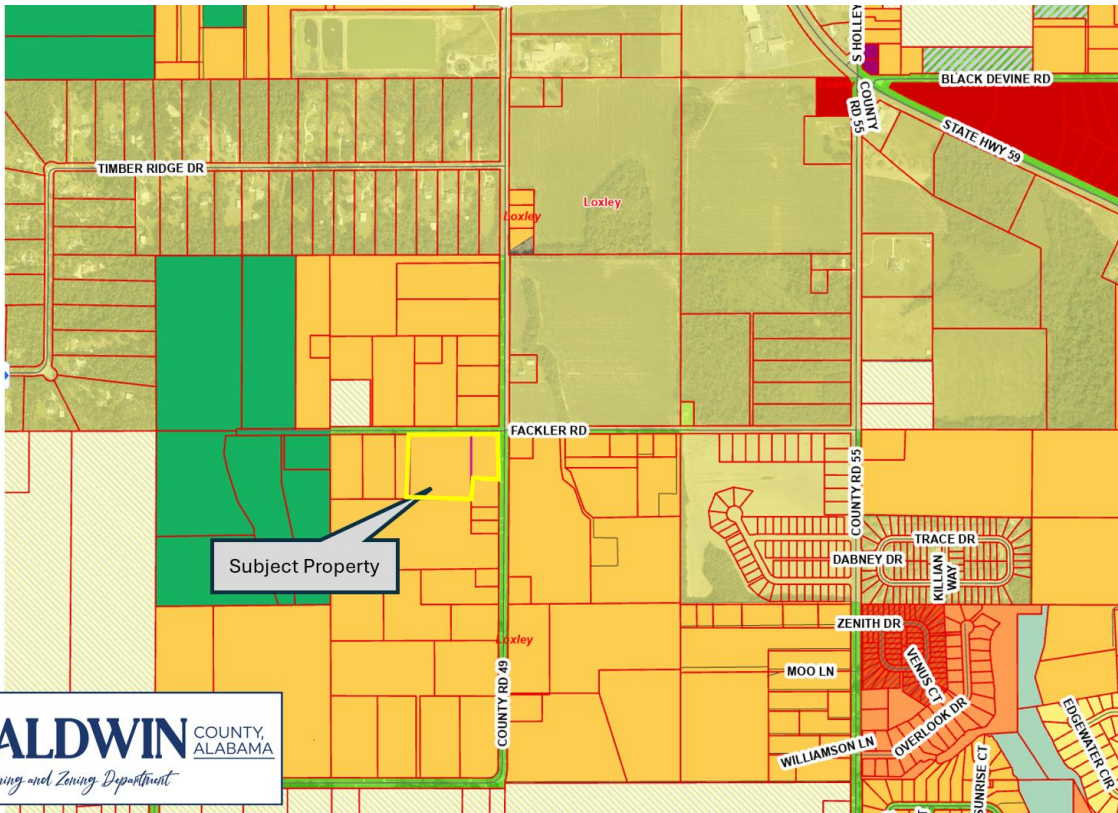 S HOLLEY
BLACK DEVINE RD
COUNTY
RD 55
STATE HWY 59
TIMBER RIDGE DR
Loxley
Loxley
FACKLER RD
COUNTY RD 55
Subject Property
TRACE DR
DABNEY DR
KILLIAN
WAY
ZENITH DR
Loxley
COUNTY RD 49
MOO LN
VENUS CT
OVERLOOK DR
WILLIAMSON LN
EDGEWATER CIR
SUNRISE CT
ALDWIN COUNTY,
ALABAMA
ning and Zoning Department